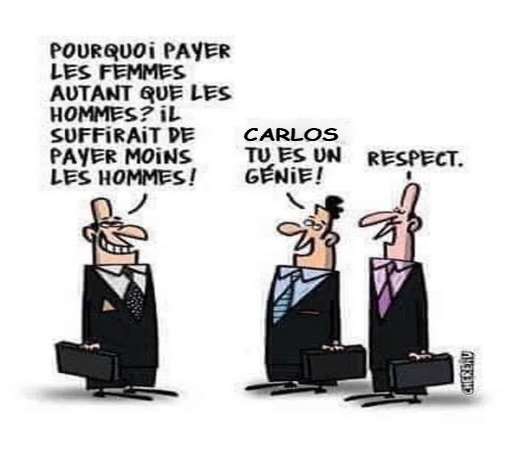 POURQUOI PAYER
LES FEMMES
AUTANT QUE LES
HOMMES? IL
SUFFIRAIT DE
PAYER MOINS
LES HOMMES!
CARLOS
TU ES UN
GÉNIE!
RESPECT.
CHEREAU